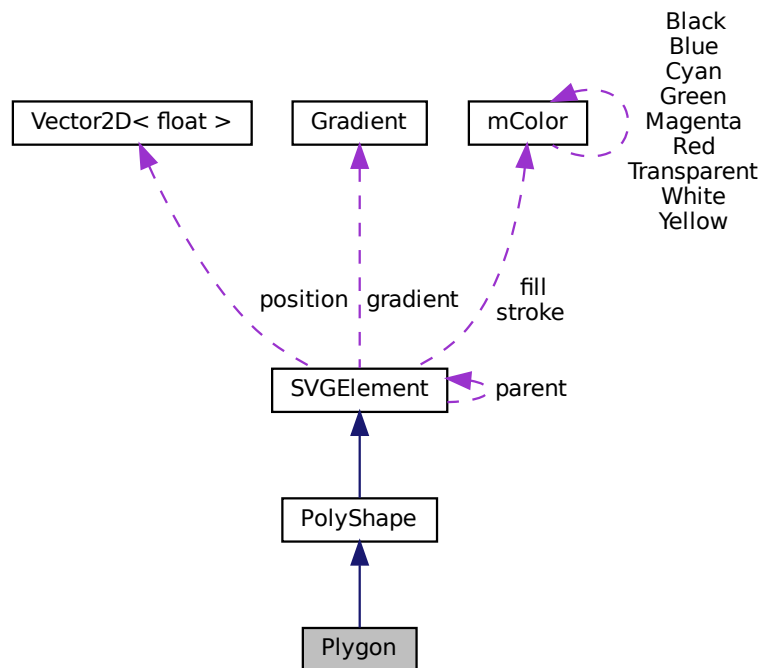 Black
Blue
Cyan
Green
Magenta
Red
Transparent
White
Yellow
Vector2D< float >
Gradient
mColor
position
gradient
fill
stroke
SVGElement
parent
PolyShape
Plygon